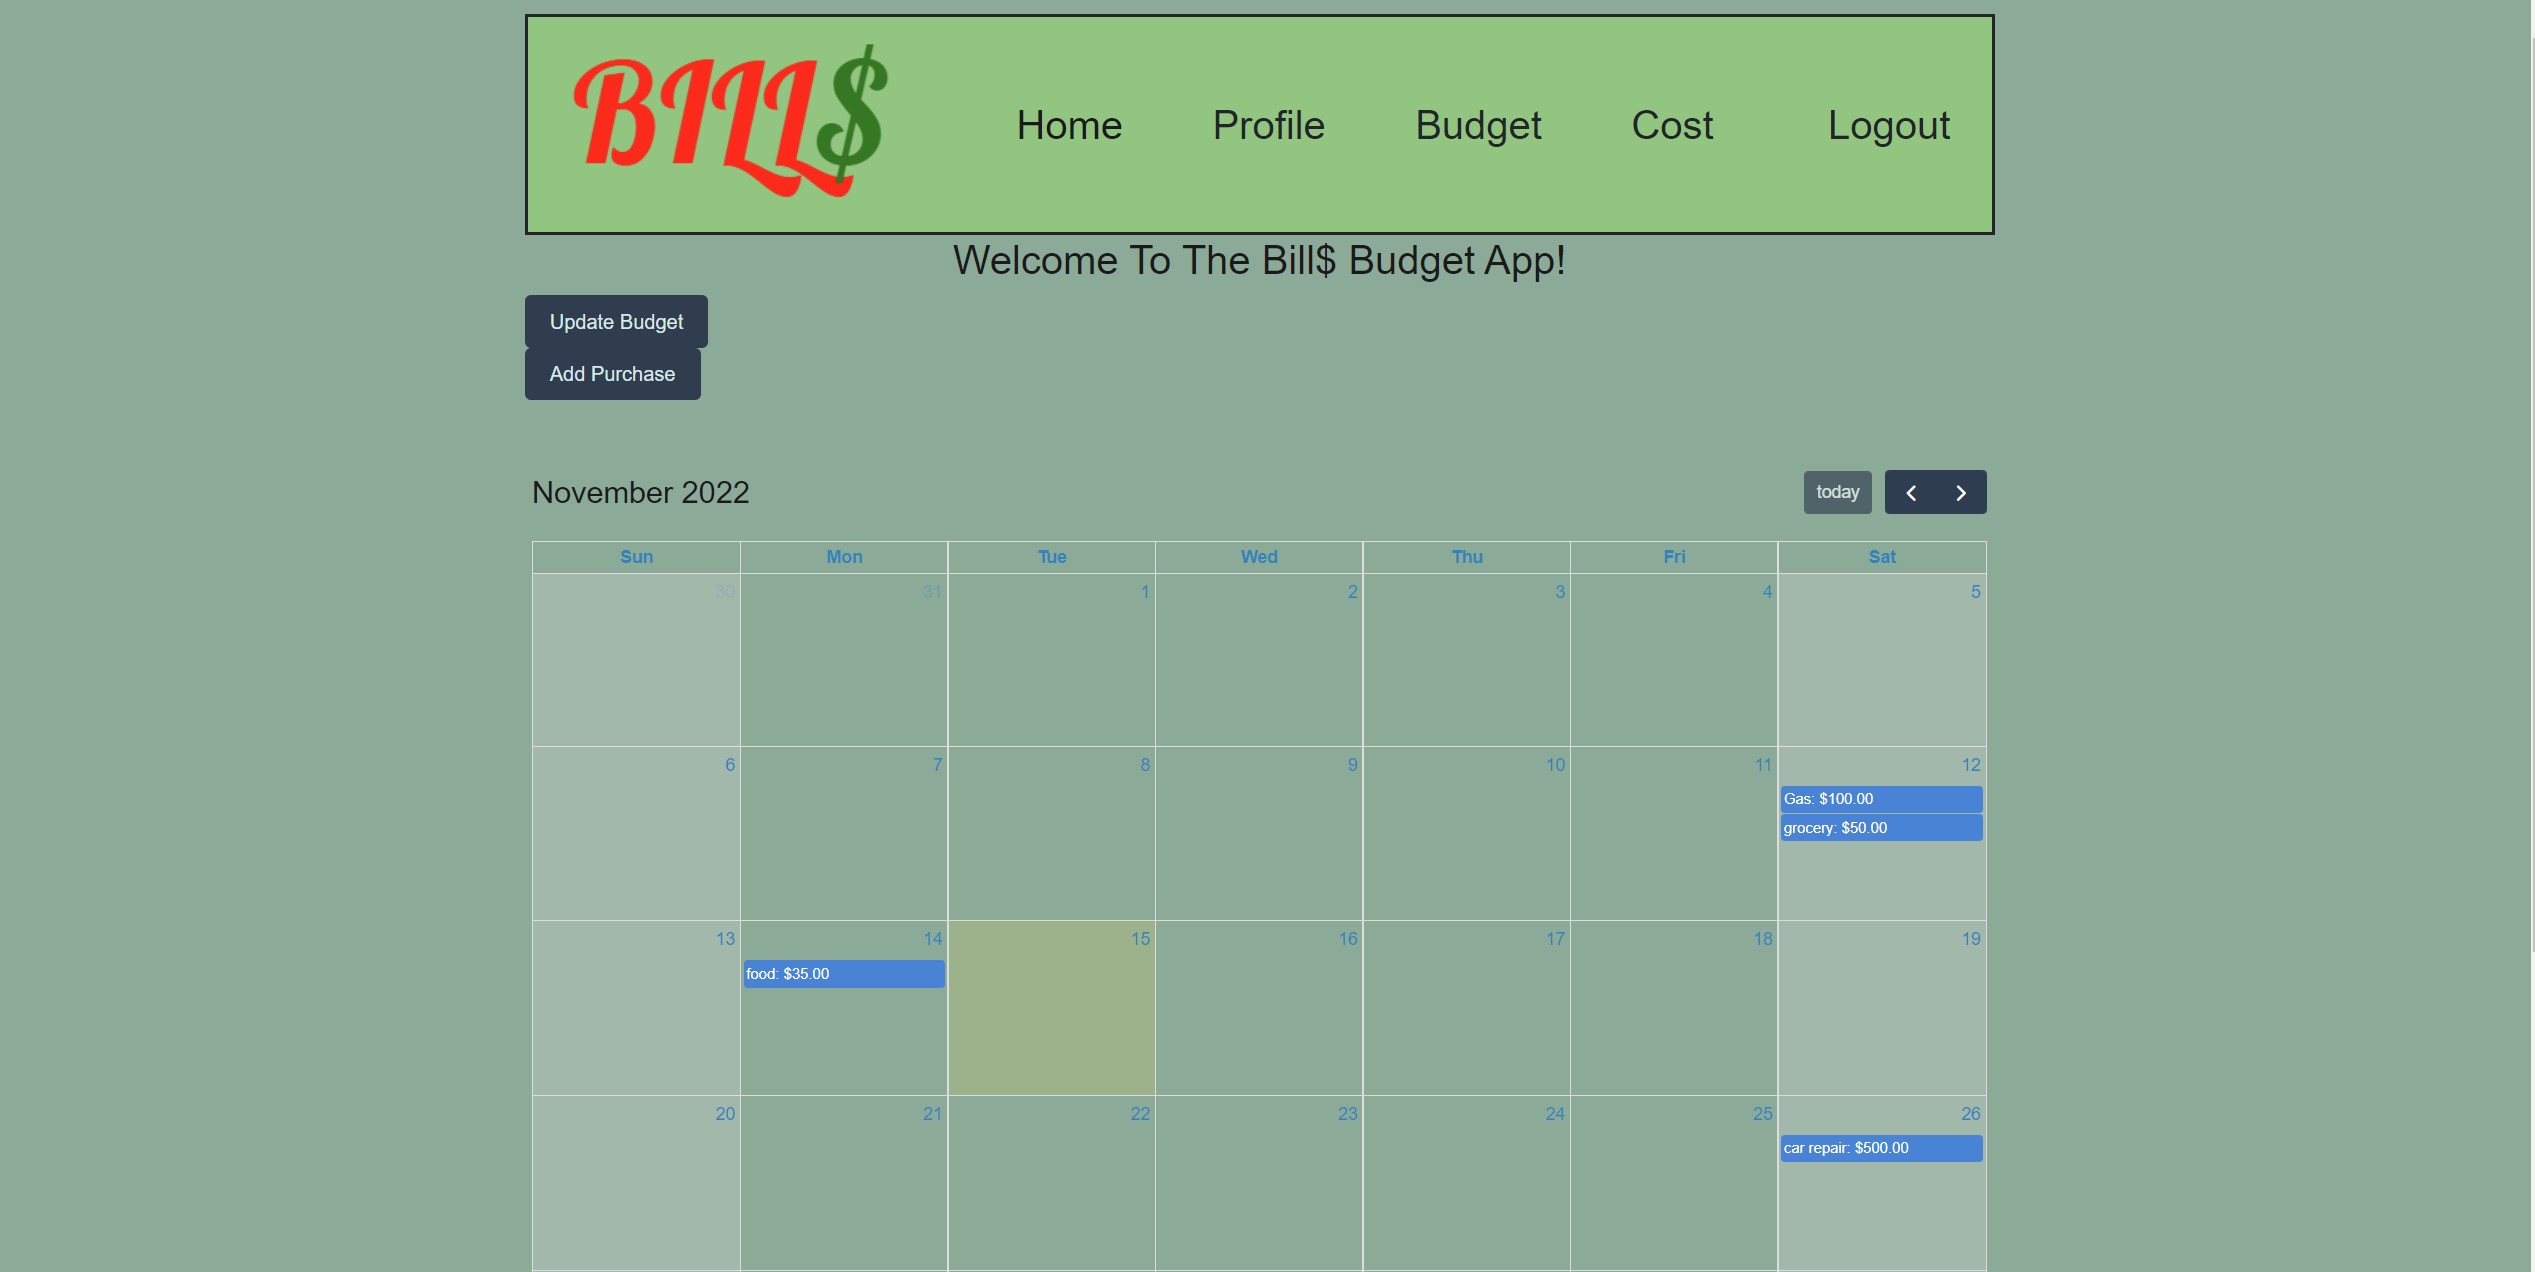 BILL$
Home Profile Budget Cost Logout
Welcome To The Bill$ Budget App!
Update Budget
Add Purchase
November 2022
today
Sun Mon Tue Wed Thu Fri Sat
30 31 1 2 3 4 5
6 7 8 9 10 11 12
Gas: $100.00
grocery: $50.00
13 14 15 16 17 18 19
food: $35.00
20 21 22 23 24 25 26
car repair: $500.00